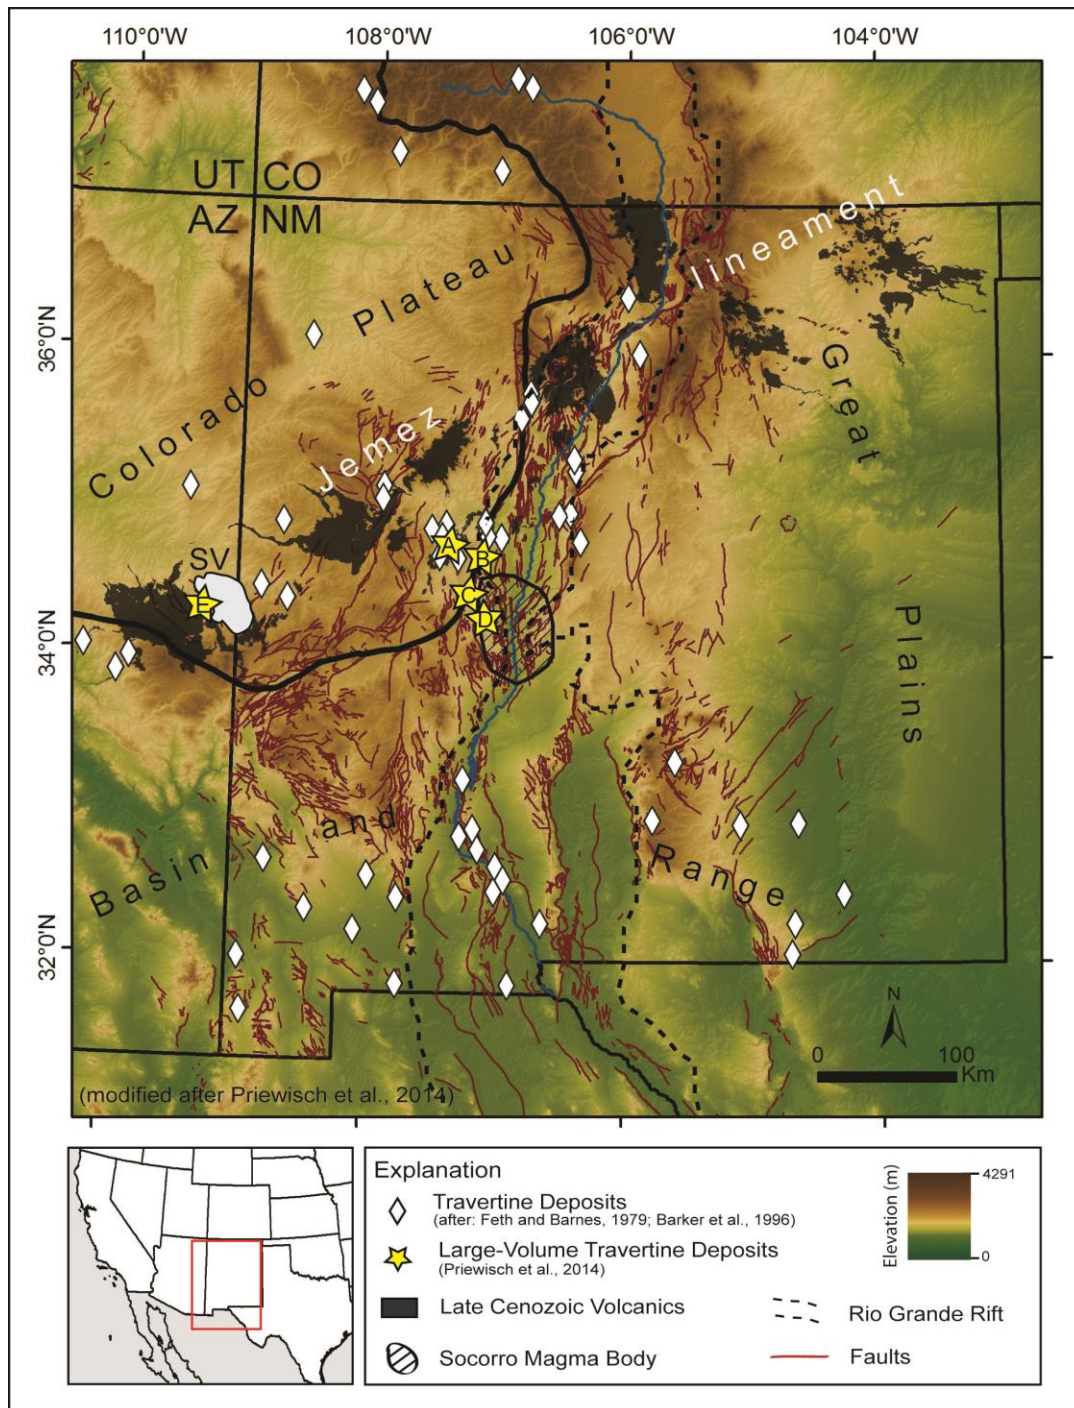 110°0'W 108°0'W 106°0'W 104°0'W
UT CO
AZ NM
36°0'N
34°0'N
32°0'N
Colorado Plateau
Jemez lineament
Great Plains
SV
A
B
C
D
E
Basin and Range
N
0 100
Km
(modified after Priewisch et al., 2014)
Explanation
Travertine Deposits
(after: Feth and Barnes, 1979; Barker et al., 1996)
Large-Volume Travertine Deposits
(Priewisch et al., 2014)
Late Cenozoic Volcanics
Socorro Magma Body
Elevation (m)
4291
0
Rio Grande Rift
Faults